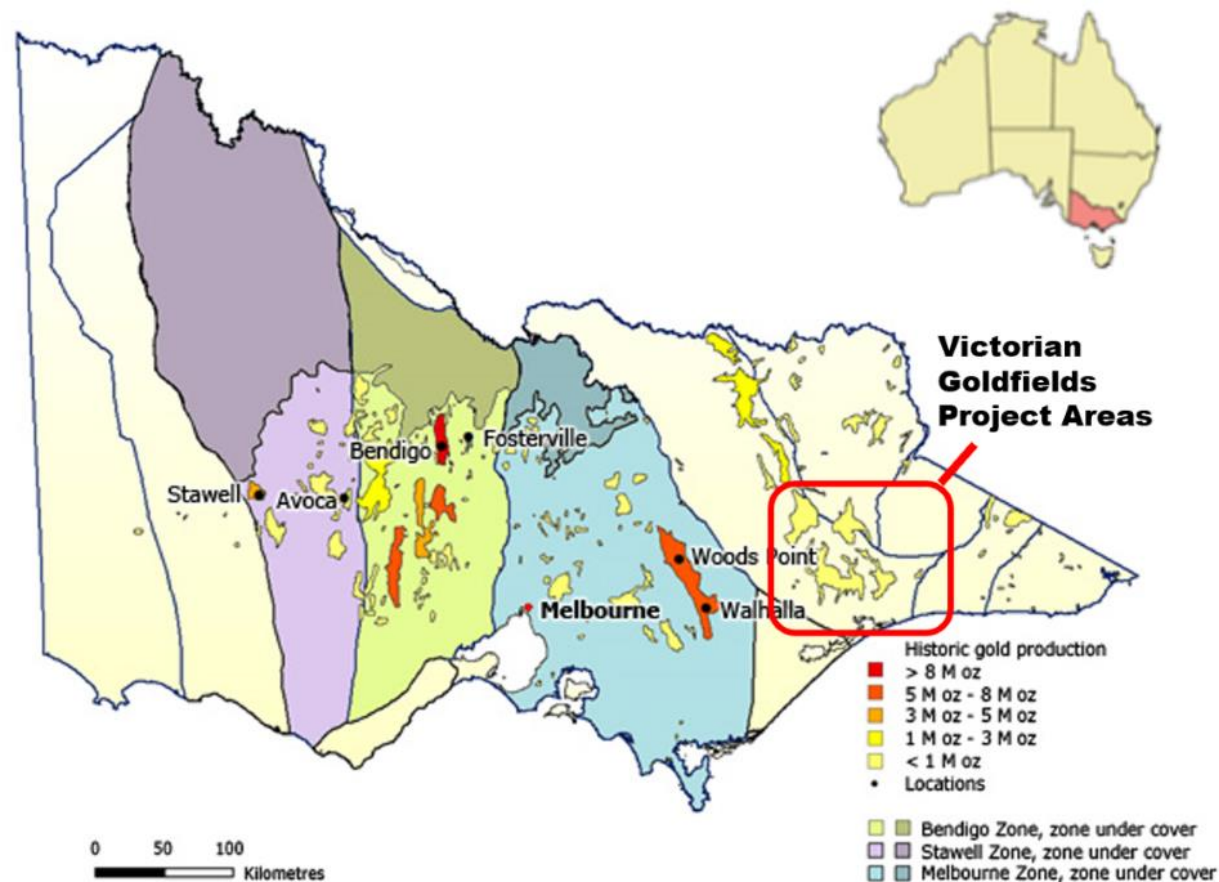 Victorian
Goldfields
Project Areas
Bendigo
Fosterville
Stawell
Avoca
Woods Point
Melbourne
Walhalla
Historic gold production
> 8 M oz
5 M oz - 8 M oz
3 M oz - 5 M oz
1 M oz - 3 M oz
< 1 M oz
Locations
Bendigo Zone, zone under cover
Stawell Zone, zone under cover
Melbourne Zone, zone under cover
0 50 100
Kilometres